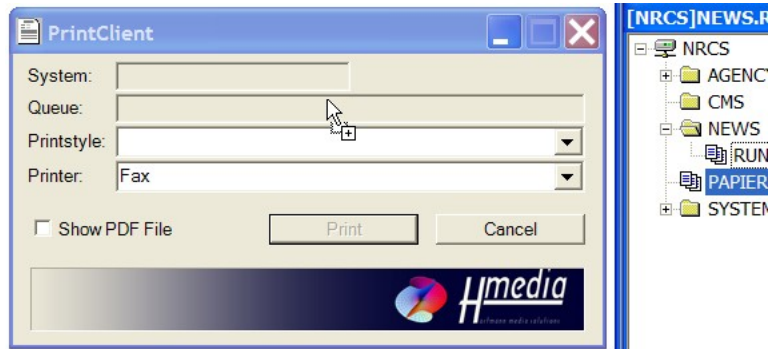 PrintClient
System:
Queue:
Printstyle:
Printer: Fax
Show PDF File
Print
Cancel
Hmedia
[NRCS]NEWS.R
NRCS
AGENCY
CMS
NEWS
RUN
PAPIER
SYSTEM